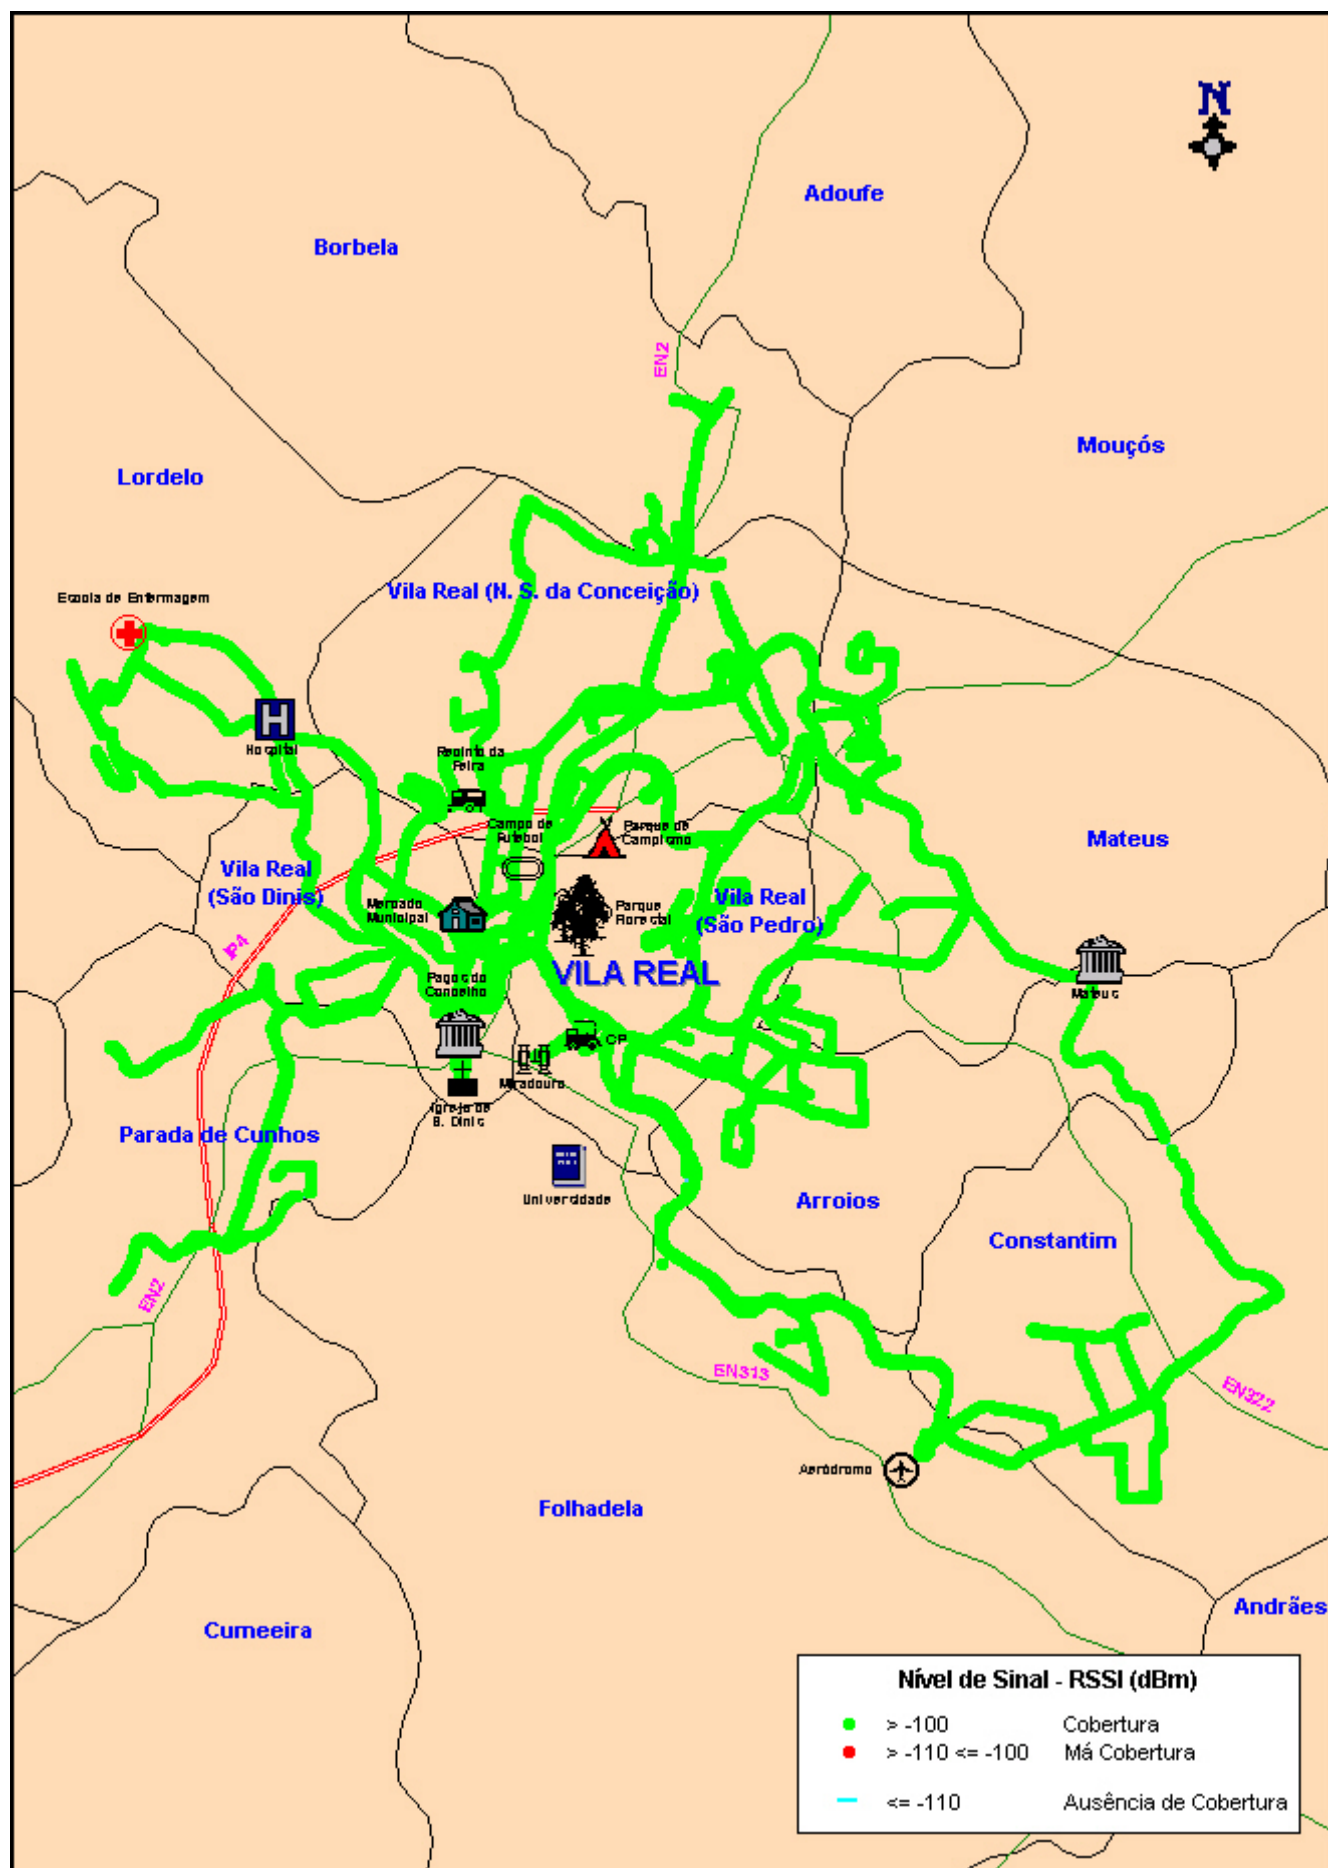 N
Adoufe
Borbela
EN2
Mouçós
Lordelo
Vila Real (N. S. da Conceição)
Escola de Enfermagem
Hospital
Recinto da
Feira
Campo de
Futebol
Parque de
Campismo
Mateus
Vila Real
(São Dinis)
Mercado
Municipal
Parque
Florestal
Vila Real
(São Pedro)
IP4
VILA REAL
Paços do
Concelho
Mateus
CP
Miradouro
Igreja de
S. Dinis
Parada de Cunhos
Universidade
Arroios
Constantim
EN2
EN313
EN322
Aeródromo
Folhadela
Andrães
Cumeeira
Nível de Sinal - RSSI (dBm)
> -100 Cobertura
> -110 <= -100 Má Cobertura
<= -110 Ausência de Cobertura